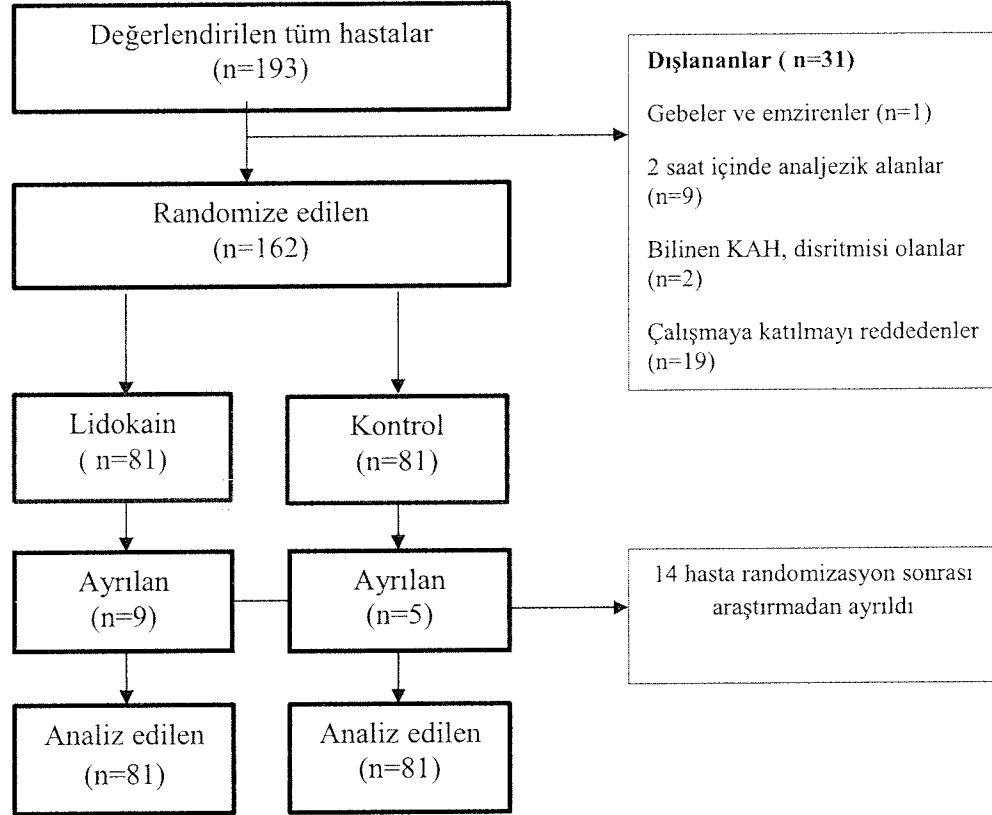 Değerlendirilen tüm hastalar
(n=193)
Dışlananlar ( n=31)
Gebeler ve emzirenler (n=1)
2 saat içinde analjezik alanlar
(n=9)
Bilinen KAH, disritmisi olanlar
(n=2)
Çalışmaya katılmayı reddedenler
(n=19)
Randomize edilen
(n=162)
Lidokain
( n=81)
Kontrol
(n=81)
Ayrılan
(n=9)
Ayrılan
(n=5)
14 hasta randomizasyon sonrası
araştırmadan ayrıldı
Analiz edilen
(n=81)
Analiz edilen
(n=81)